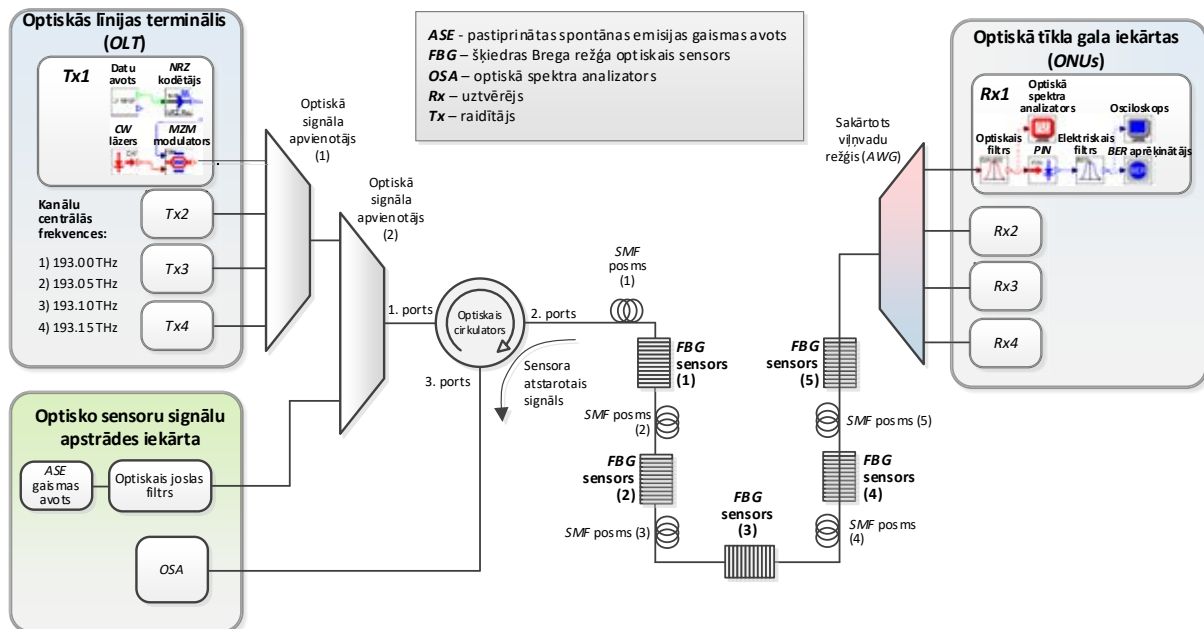 Optiskās līnijas terminālis
(OLT)
Tx1
Datu
avots
NRZ
kodētājs
CW
lāzers
MZM
modulators
Tx2
Tx3
Tx4
Kanālu
centrālās
frekvences:
1) 193.00 THz
2) 193.05 THz
3) 193.10 THz
4) 193.15 THz
Optiskā
signāla
apvienotājs
(1)
Optiskā
signāla
apvienotājs
(2)
ASE - pastiprinātas spontānas emisijas gaismas avots
FBG – šķiedras Brega režģa optiskais sensors
OSA – optiskā spektra analizators
Rx – uztvērējs
Tx – raidītājs
Optisko sensoru signālu
apstrādes iekārta
ASE
gaismas
avots
Optiskais joslas
filtrs
OSA
1. ports
Optiskais
cirkulators
2. ports
3. ports
Sensora
atstarotais
signāls
SMF
posms
(1)
FBG
sensors
(1)
SMF posms
(2)
FBG
sensors
(2)
SMF posms (3)
FBG
sensors
(3)
SMF posms
(4)
FBG
sensors
(4)
SMF posms (5)
FBG
sensors
(5)
Sakārtots
viļņvadu
režģis (AWG)
Optiskā tīkla gala iekārtas
(ONUs)
Rx1
Optiskā
spektra
analizators
Osciloskops
Optiskais
filtrs
PIN
Elektriskais
filtrs
BER aprēķinātājs
Rx2
Rx3
Rx4